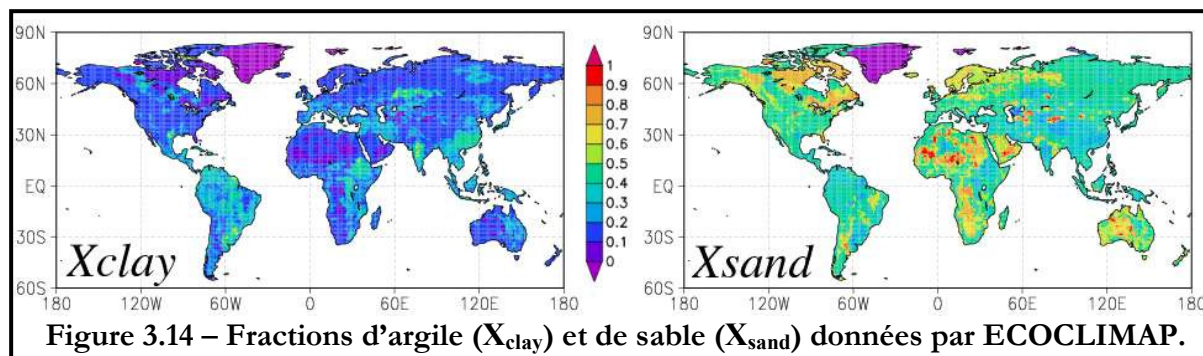 90N
60N
30N
EQ
30S
60S
180
120W
60W
0
60E
120E
180
Xclay
1
0.9
0.8
0.7
0.6
0.5
0.4
0.3
0.2
0.1
0
90N
60N
30N
EQ
30S
60S
180
120W
60W
0
60E
120E
180
Xsand
Figure 3.14 – Fractions d'argile (Xclay) et de sable (Xsand) données par ECOCLIMAP.